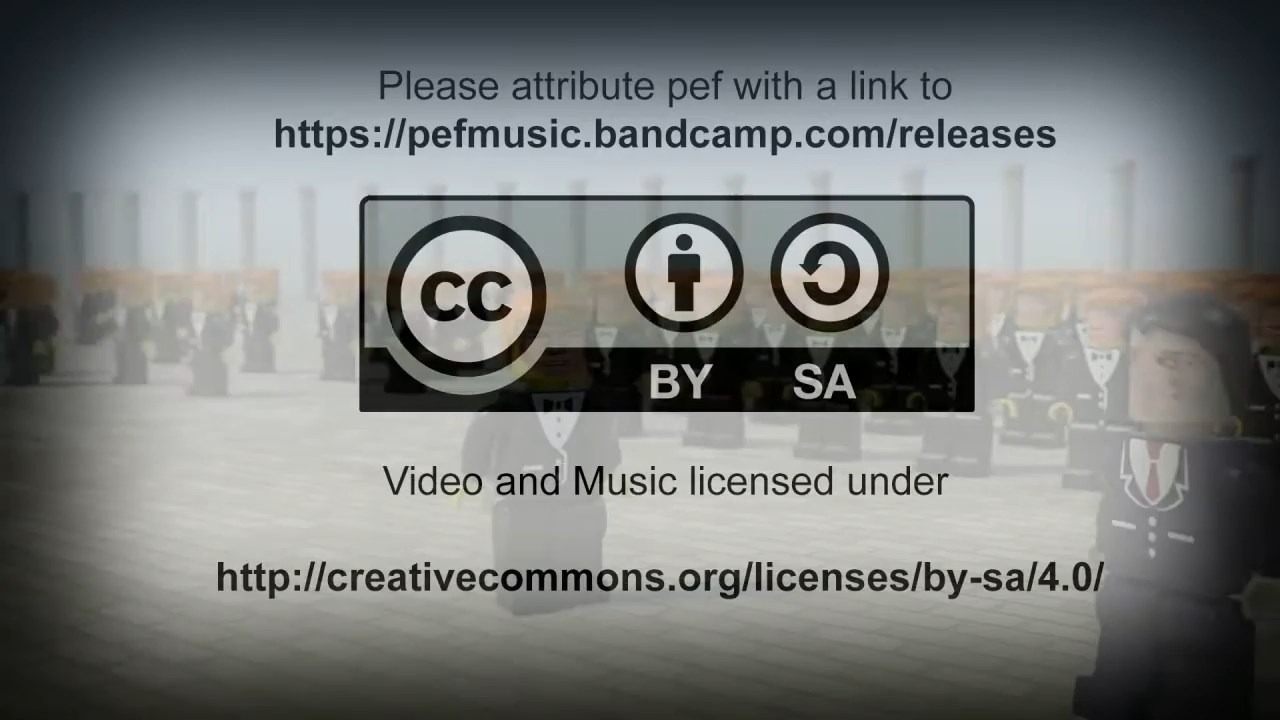 Please attribute pef with a link to
https://pefmusic.bandcamp.com/releases
cc
BY SA
Video and Music licensed under
http://creativecommons.org/licenses/by-sa/4.0/